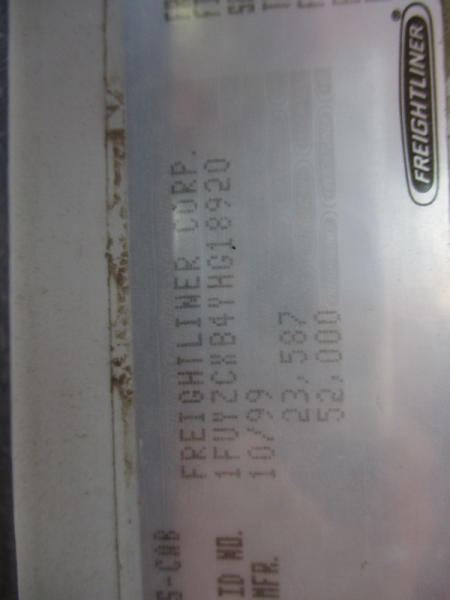 FREIGHTLINER
S-CAB FREIGHTLINER CORP.
ID NO. 1FUYZCXB4YHG18920
MFR. 10/99
23,587
52,000